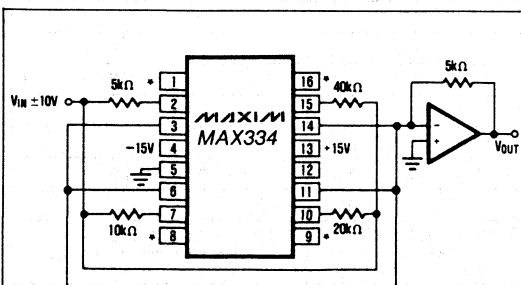 5kΩ
* 1
16 *
40kΩ
5kΩ
VIN ±10V
2
15
MAXIM
MAX334
3
14
−
−15V
4
13
+15V
+
VOUT
5
12
6
11
7
10
10kΩ
20kΩ
* 8
9 *